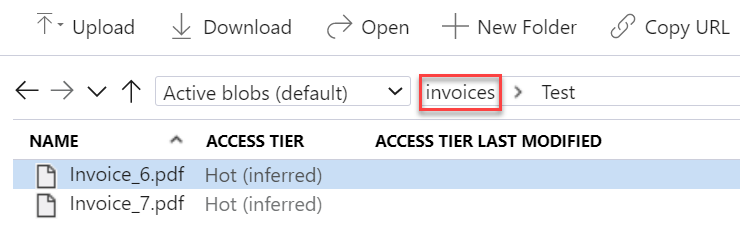 Upload Download Open New Folder Copy URL
Active blobs (default) invoices > Test
NAME ACCESS TIER ACCESS TIER LAST MODIFIED
Invoice_6.pdf Hot (inferred)
Invoice_7.pdf Hot (inferred)